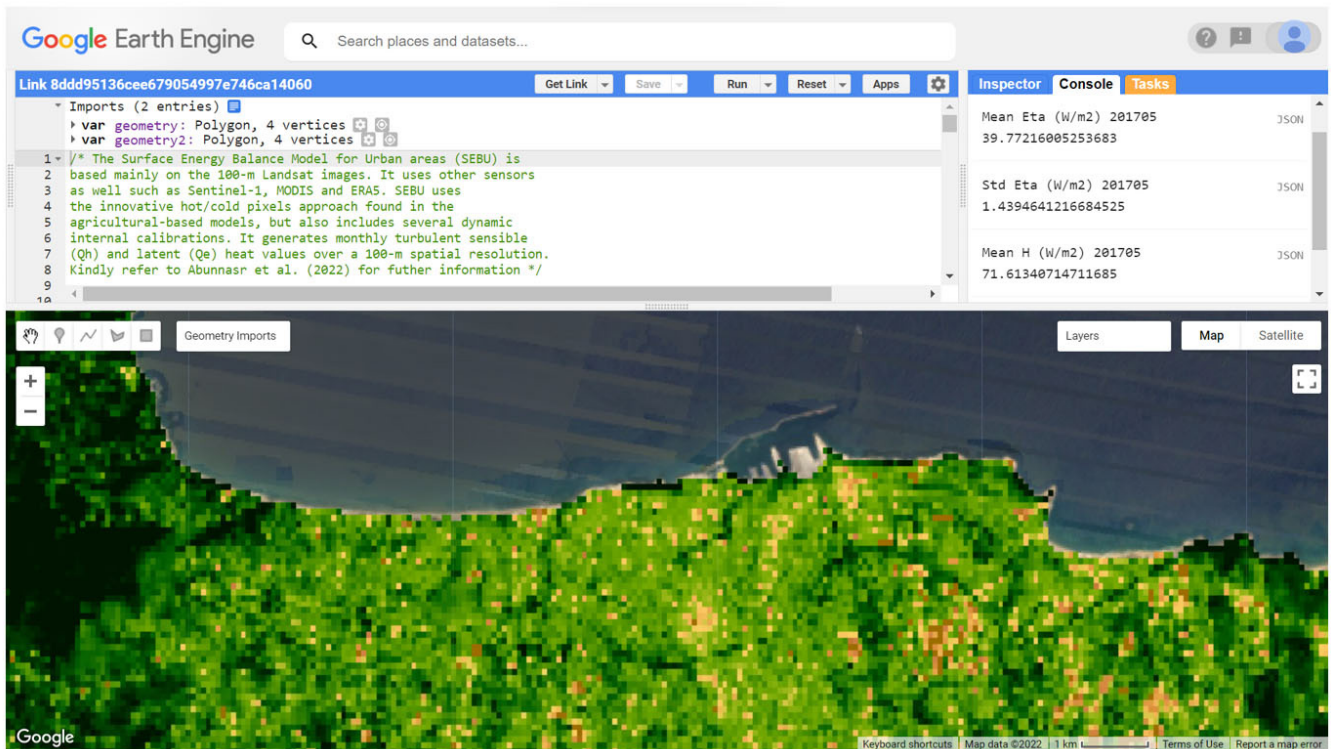 Google Earth Engine
Search places and datasets...
Link 8ddd95136cee679054997e746ca14060
Get Link
Save
Run
Reset
Apps
Imports (2 entries)
var geometry: Polygon, 4 vertices
var geometry2: Polygon, 4 vertices
1 /* The Surface Energy Balance Model for Urban areas (SEBU) is
2 based mainly on the 100-m Landsat images. It uses other sensors
3 as well such as Sentinel-1, MODIS and ERA5. SEBU uses
4 the innovative hot/cold pixels approach found in the
5 agricultural-based models, but also includes several dynamic
6 internal calibrations. It generates monthly turbulent sensible
7 (Qh) and latent (Qe) heat values over a 100-m spatial resolution.
8 Kindly refer to Abunnasr et al. (2022) for futher information */
9
10
Inspector
Console
Tasks
Mean Eta (W/m2) 201705
JSON
39.77216005253683
Std Eta (W/m2) 201705
JSON
1.4394641216684525
Mean H (W/m2) 201705
JSON
71.61340714711685
Geometry Imports
Layers
Map
Satellite
Google
Keyboard shortcuts
Map data ©2022
1 km
Terms of Use
Report a map error